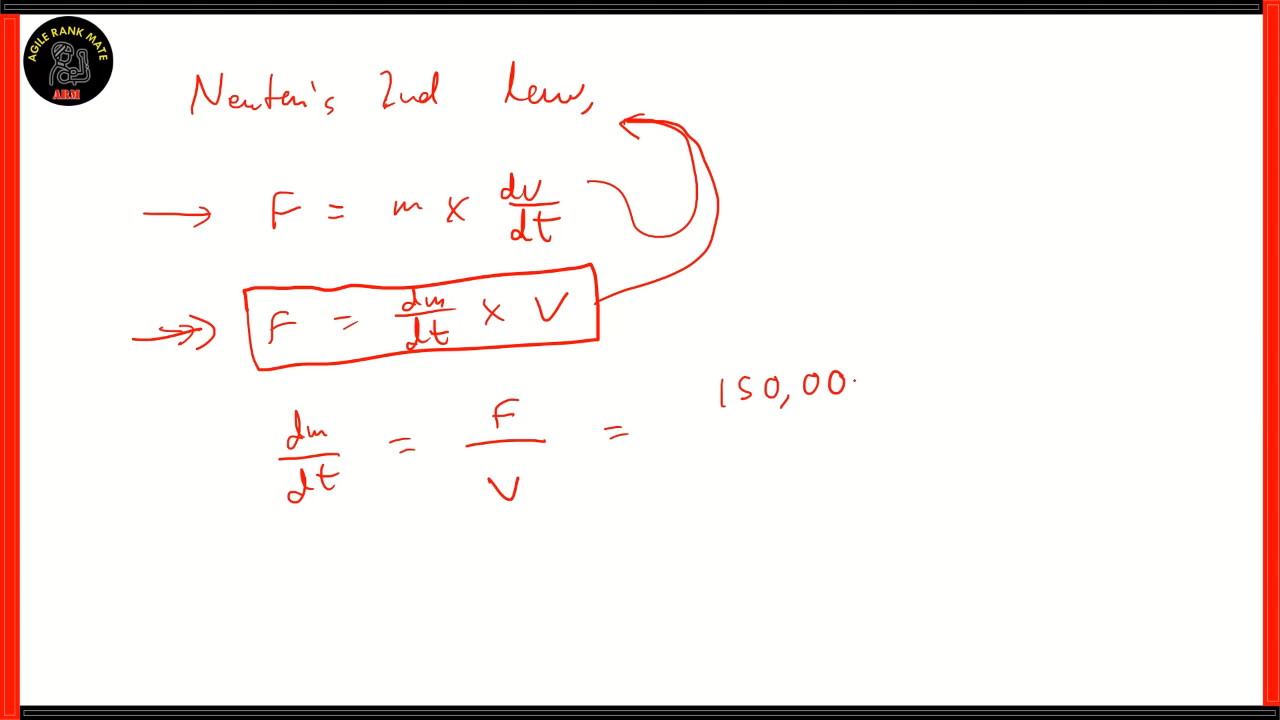 AGILE RANK MATE
ARM
Newton's 2nd Law,
→ F = m × dv/dt
→ F = dm/dt × V
dm/dt = F/V = 150,00